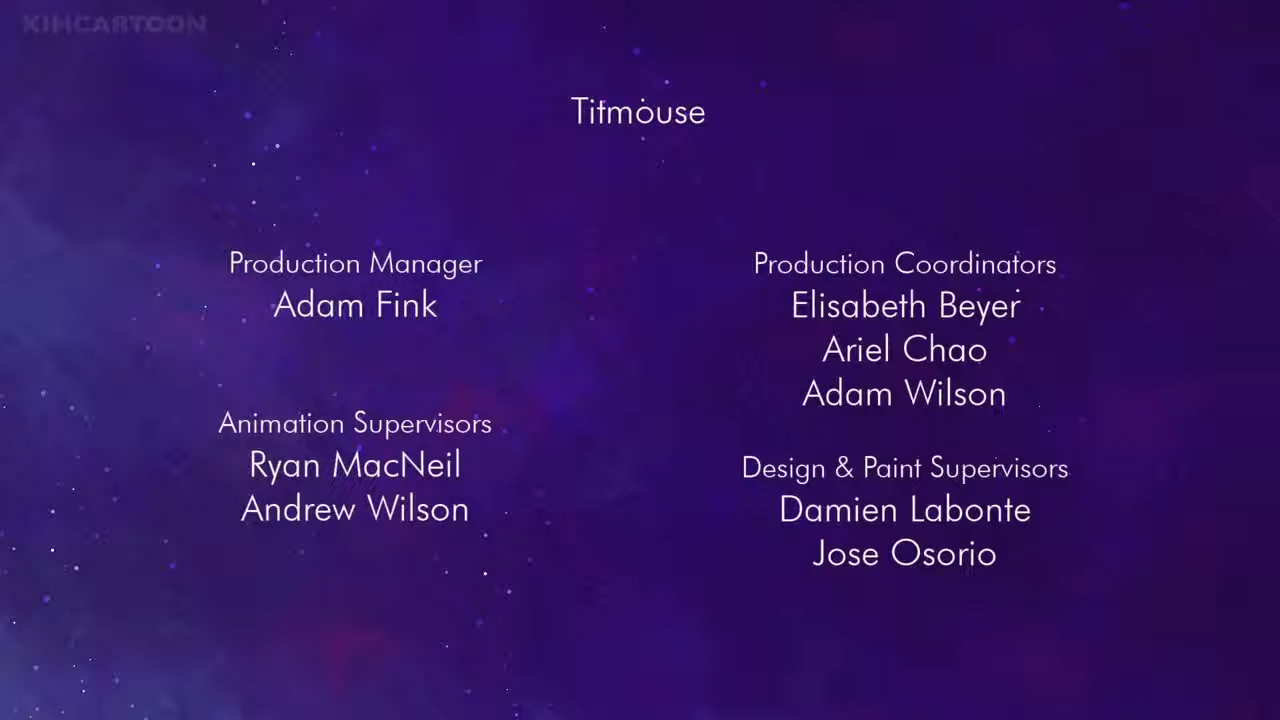 KIMCARTOON
Titmouse
Production Manager
Adam Fink
Animation Supervisors
Ryan MacNeil
Andrew Wilson
Production Coordinators
Elisabeth Beyer
Ariel Chao
Adam Wilson
Design & Paint Supervisors
Damien Labonte
Jose Osorio